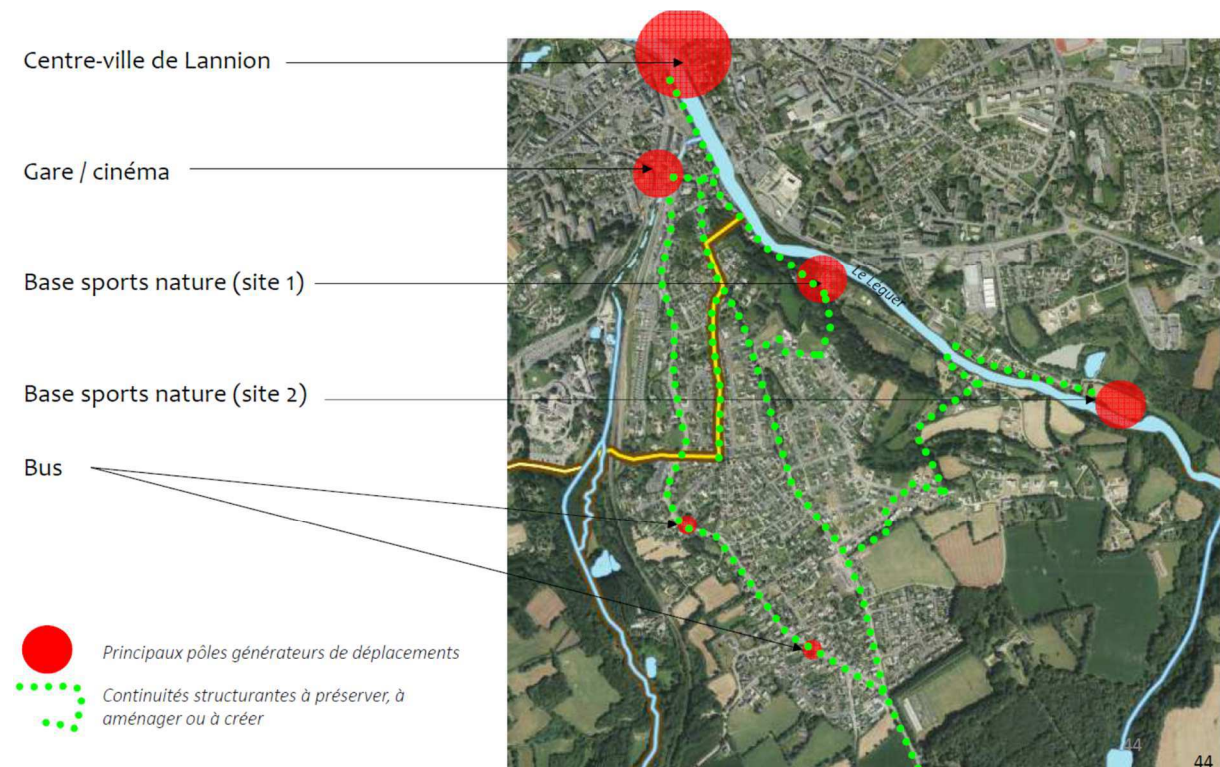 Centre-ville de Lannion
Gare / cinéma
Base sports nature (site 1)
Le Léguer
Base sports nature (site 2)
Bus
Principaux pôles générateurs de déplacements
Continuités structurantes à préserver, à
aménager ou à créer
44
44